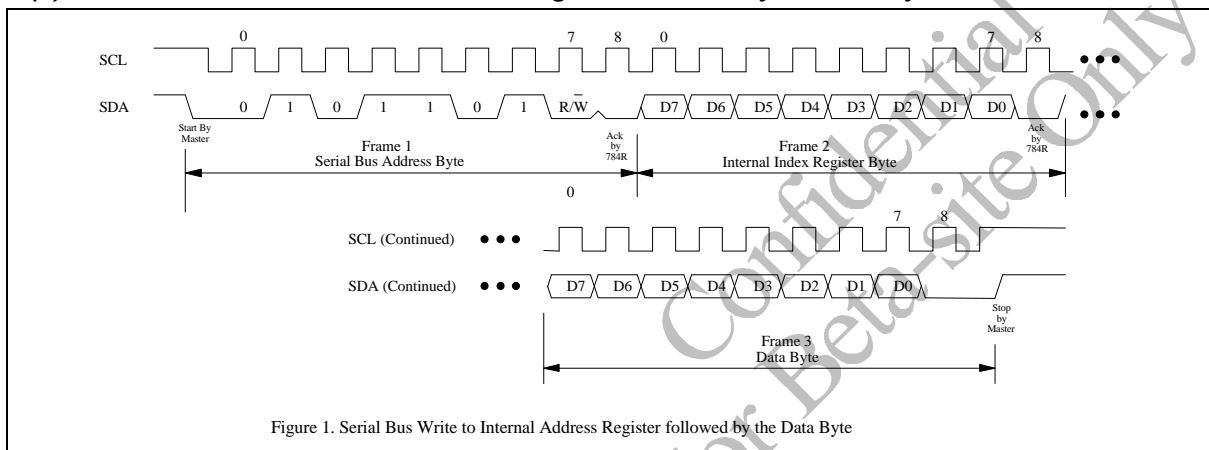 0 7 8 0 7 8
SCL
SDA 0 1 0 1 1 0 1 R/W D7 D6 D5 D4 D3 D2 D1 D0
Start By
Master
Ack
by
784R
Ack
by
784R
Frame 1
Serial Bus Address Byte
Frame 2
Internal Index Register Byte
0 7 8
SCL (Continued)
SDA (Continued) D7 D6 D5 D4 D3 D2 D1 D0
Stop
by
Master
Frame 3
Data Byte
Figure 1. Serial Bus Write to Internal Address Register followed by the Data Byte
Confidential
For Beta-site Only